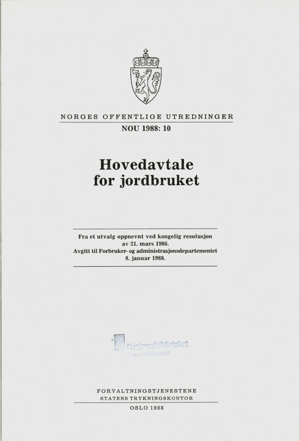 NORGES OFFENTLIGE UTREDNINGER
NOU 1988: 10
Hovedavtale
for jordbruket
Fra et utvalg oppnevnt ved kongelig resolusjon
av 21. mars 1986.
Avgitt til Forbruker- og administrasjonsdepartementet
8. januar 1988.
FORVALTNINGSTJENESTENE
STATENS TRYKNINGSKONTOR
OSLO 1988